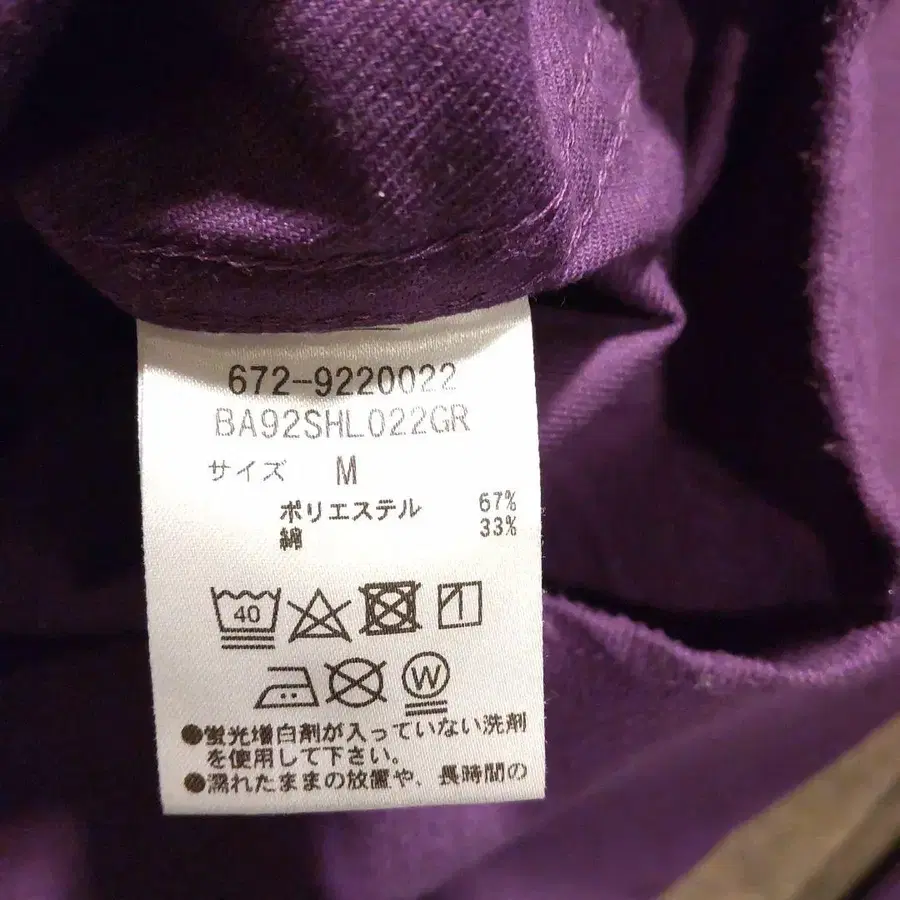 672-9220022
BA92SHL022GR
サイズ M
ポリエステル 67%
綿 33%
40
W
●蛍光増白剤が入っていない洗剤
を使用して下さい。
●濡れたままの放置や、長時間の